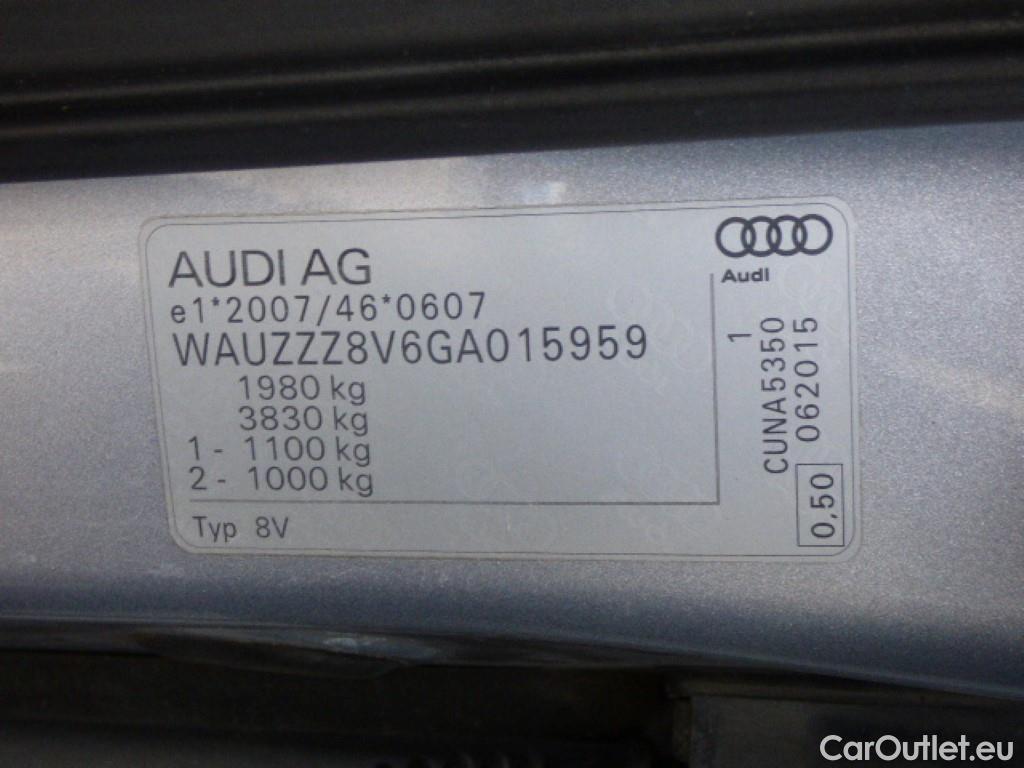 AUDI AG
e1*2007/46*0607
WAUZZZ8V6GA015959
1980 kg
3830 kg
1 - 1100 kg
2 - 1000 kg
Typ 8V
Audi
1
CUNA5350
062015
0,50
CarOutlet.eu